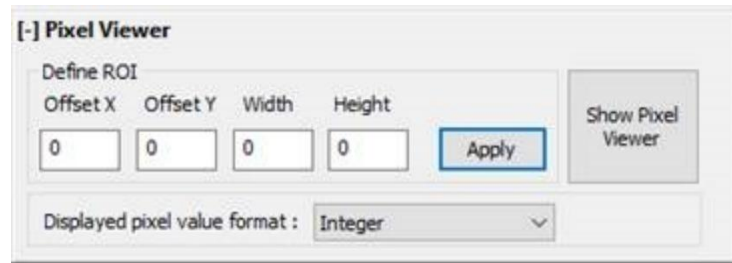 [-] Pixel Viewer
Define ROI
Offset X Offset Y Width Height
0 0 0 0 Apply
Show Pixel
Viewer
Displayed pixel value format : Integer